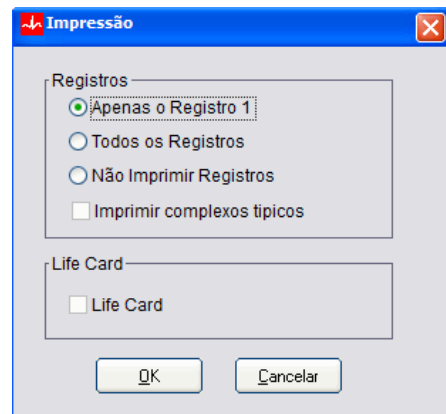 Impressão
Registros
Apenas o Registro 1
Todos os Registros
Não Imprimir Registros
Imprimir complexos tipicos
Life Card
Life Card
OK
Cancelar